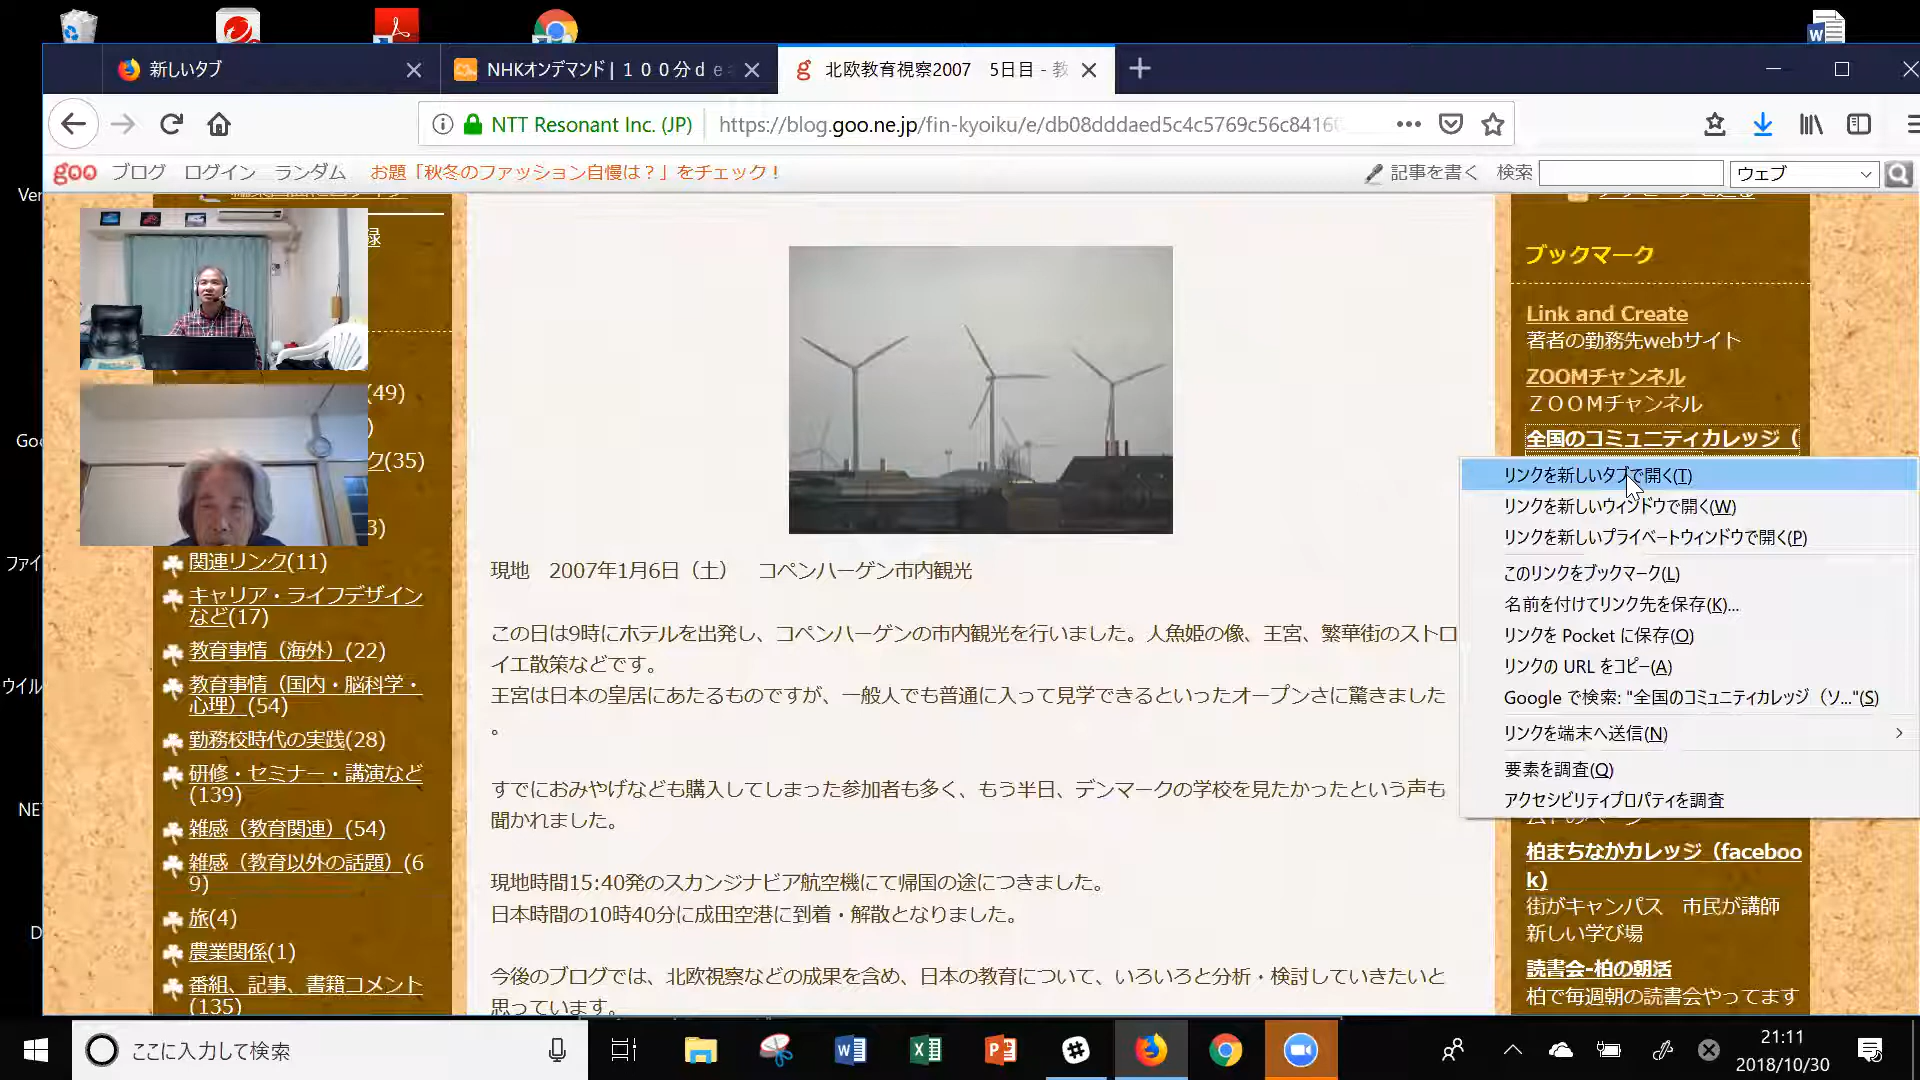 新しいタブ
NHKオンデマンド | １００分ｄｅ
北欧教育視察2007　5日目 - 教
NTT Resonant Inc. (JP)
https://blog.goo.ne.jp/fin-kyoiku/e/db08dddaed5c4c5769c56c84160
goo ブログ ログイン ランダム お題「秋冬のファッション自慢は？」をチェック！ 記事を書く 検索 ウェブ
録
(49)
)
ク(35)
3)
関連リンク(11)
キャリア・ライフデザイン
など(17)
教育事情（海外）(22)
教育事情（国内・脳科学・
心理）(54)
勤務校時代の実践(28)
研修・セミナー・講演など
(139)
雑感（教育関連）(54)
雑感（教育以外の話題）(6
9)
旅(4)
農業関係(1)
番組、記事、書籍コメント
(135)
現地　2007年1月6日（土）　コペンハーゲン市内観光
この日は9時にホテルを出発し、コペンハーゲンの市内観光を行いました。人魚姫の像、王宮、繁華街のストロ
イエ散策などです。
王宮は日本の皇居にあたるものですが、一般人でも普通に入って見学できるといったオープンさに驚きました
。
すでにおみやげなども購入してしまった参加者も多く、もう半日、デンマークの学校を見たかったという声も
聞かれました。
現地時間15:40発のスカンジナビア航空機にて帰国の途につきました。
日本時間の10時40分に成田空港に到着・解散となりました。
今後のブログでは、北欧視察などの成果を含め、日本の教育について、いろいろと分析・検討していきたいと
思っています。
ブックマーク
Link and Create
著者の勤務先webサイト
ZOOMチャンネル
ＺＯＯＭチャンネル
全国のコミュニティカレッジ（
リンクを新しいタブで開く(T)
リンクを新しいウィンドウで開く(W)
リンクを新しいプライベートウィンドウで開く(P)
このリンクをブックマーク(L)
名前を付けてリンク先を保存(K)...
リンクを Pocket に保存(O)
リンクの URL をコピー(A)
Google で検索: "全国のコミュニティカレッジ（ソ..."(S)
リンクを端末へ送信(N)
要素を調査(Q)
アクセシビリティプロパティを調査
柏まちなかカレッジ（faceboo
k)
街がキャンパス　市民が講師
新しい学び場
読書会-柏の朝活
柏で毎週朝の読書会やってます
Ver
Goo
ファイ
ウイル
NE
D
ここに入力して検索
21:11
2018/10/30